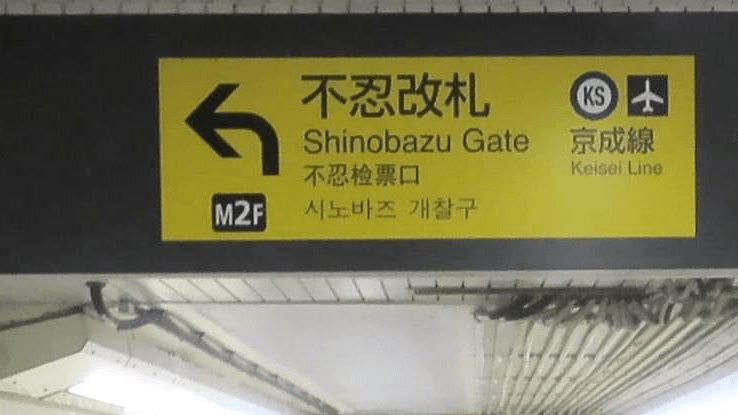 不忍改札
Shinobazu Gate
不忍检票口
시노바즈 개찰구
M2F
KS
京成線
Keisei Line